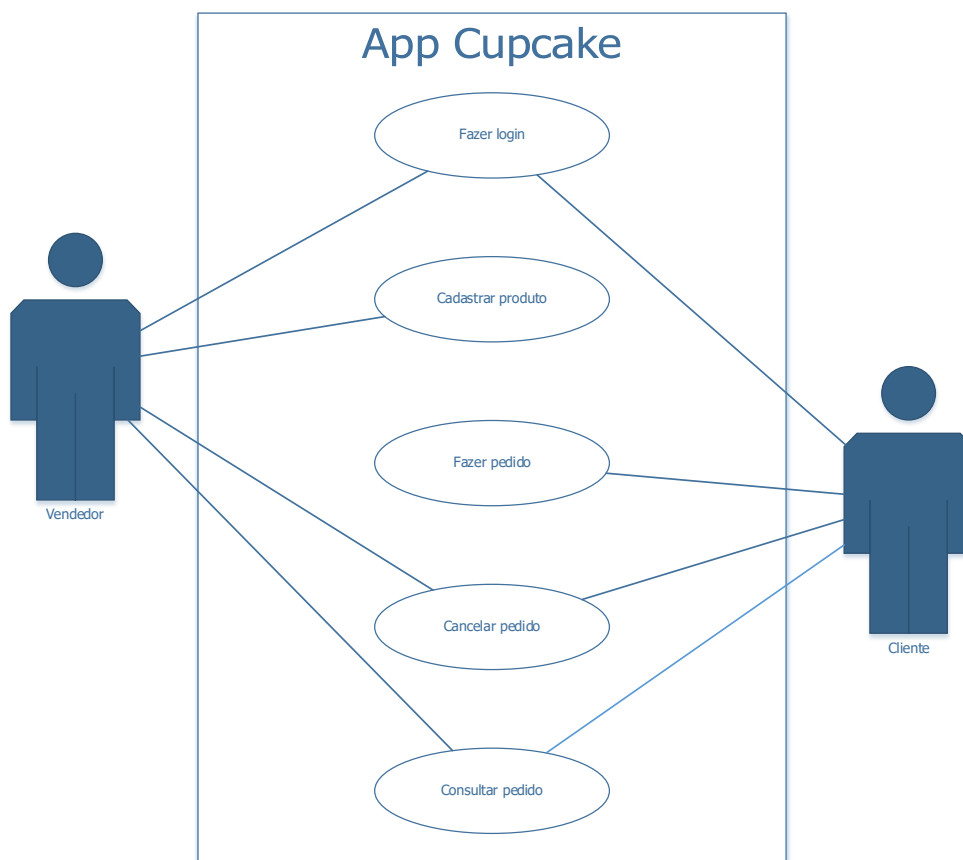 App Cupcake
Fazer login
Cadastrar produto
Fazer pedido
Vendedor
Cancelar pedido
Cliente
Consultar pedido